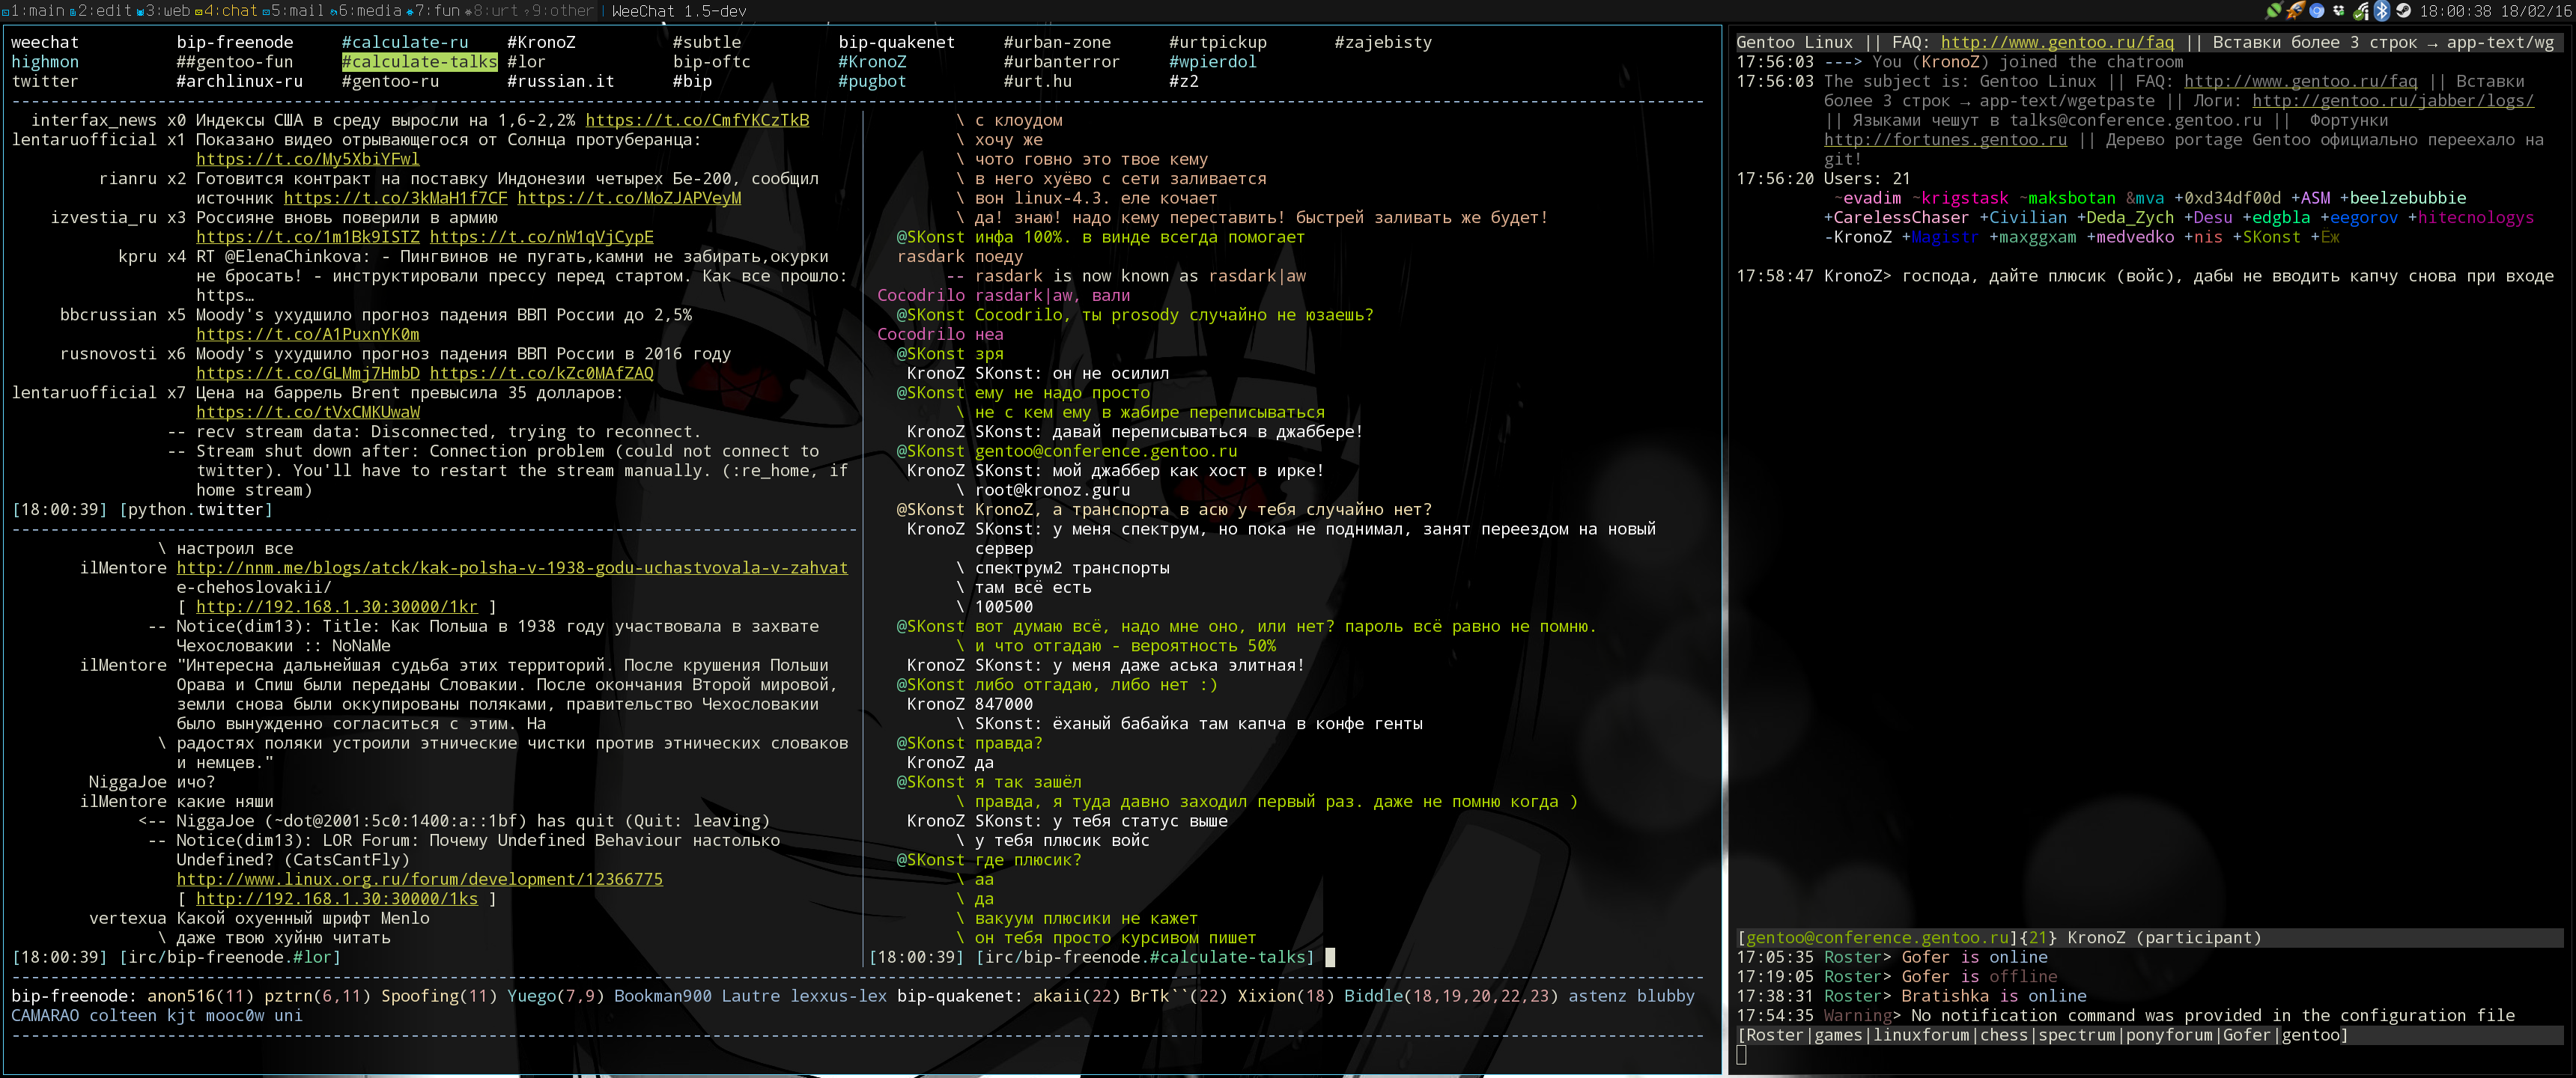 1:main 2:edit 3:web 4:chat 5:mail 6:media 7:fun 8:urt 9:other | WeeChat 1.5-dev 18:00:38 18/02/16
weechat bip-freenode #calculate-ru #KronoZ #subtle bip-quakenet #urban-zone #urtpickup #zajebisty
highmon ##gentoo-fun #calculate-talks #lor bip-oftc #KronoZ #urbanterror #wpierdol
twitter #archlinux-ru #gentoo-ru #russian.it #bip #pugbot #urt.hu #z2
interfax_news x0 Индексы США в среду выросли на 1,6-2,2% https://t.co/CmfYKCzTkB
lentaruofficial x1 Показано видео отрывающегося от Солнца протуберанца:
https://t.co/My5XbiYFwl
rianru x2 Готовится контракт на поставку Индонезии четырех Бе-200, сообщил
источник https://t.co/3kMaH1f7CF https://t.co/MoZJAPVeyM
izvestia_ru x3 Россияне вновь поверили в армию
https://t.co/1m1Bk9ISTZ https://t.co/nW1qVjCypE
kpru x4 RT @ElenaChinkova: - Пингвинов не пугать,камни не забирать,окурки
не бросать! - инструктировали прессу перед стартом. Как все прошло:
https…
bbcrussian x5 Moody's ухудшило прогноз падения ВВП России до 2,5%
https://t.co/A1PuxnYK0m
rusnovosti x6 Moody's ухудшило прогноз падения ВВП России в 2016 году
https://t.co/GLMmj7HmbD https://t.co/kZc0MAfZAQ
lentaruofficial x7 Цена на баррель Brent превысила 35 долларов:
https://t.co/tVxCMKUwaW
-- recv stream data: Disconnected, trying to reconnect.
-- Stream shut down after: Connection problem (could not connect to
twitter). You'll have to restart the stream manually. (:re_home, if
home stream)
[18:00:39] [python.twitter]
\ настроил все
ilMentore http://nnm.me/blogs/atck/kak-polsha-v-1938-godu-uchastvovala-v-zahvat
e-chehoslovakii/
[ http://192.168.1.30:30000/1kr ]
-- Notice(dim13): Title: Как Польша в 1938 году участвовала в захвате
Чехословакии :: NoNaMe
ilMentore "Интересна дальнейшая судьба этих территорий. После крушения Польши
Орава и Спиш были переданы Словакии. После окончания Второй мировой,
земли снова были оккупированы поляками, правительство Чехословакии
было вынужденно согласиться с этим. На
\ радостях поляки устроили этнические чистки против этнических словаков
и немцев."
NiggaJoe ичо?
ilMentore какие няши
<-- NiggaJoe (~dot@2001:5c0:1400:a::1bf) has quit (Quit: leaving)
-- Notice(dim13): LOR Forum: Почему Undefined Behaviour настолько
Undefined? (CatsCantFly)
http://www.linux.org.ru/forum/development/12366775
[ http://192.168.1.30:30000/1ks ]
vertexua Какой охуенный шрифт Menlo
\ даже твою хуйню читать
[18:00:39] [irc/bip-freenode.#lor]
\ с клоудом
\ хочу же
\ чото говно это твое кему
\ в него хуёво с сети заливается
\ вон linux-4.3. еле кочает
\ да! знаю! надо кему переставить! быстрей заливать же будет!
@SKonst инфа 100%. в винде всегда помогает
rasdark поеду
-- rasdark is now known as rasdark|aw
Cocodrilo rasdark|aw, вали
@SKonst Cocodrilo, ты prosody случайно не юзаешь?
Cocodrilo неа
@SKonst зря
KronoZ SKonst: он не осилил
@SKonst ему не надо просто
\ не с кем ему в жабире переписываться
KronoZ SKonst: давай переписываться в джаббере!
@SKonst gentoo@conference.gentoo.ru
KronoZ SKonst: мой джаббер как хост в ирке!
\ root@kronoz.guru
@SKonst KronoZ, а транспорта в асю у тебя случайно нет?
KronoZ SKonst: у меня спектрум, но пока не поднимал, занят переездом на новый
сервер
\ спектрум2 транспорты
\ там всё есть
\ 100500
@SKonst вот думаю всё, надо мне оно, или нет? пароль всё равно не помню.
\ и что отгадаю - вероятность 50%
KronoZ SKonst: у меня даже аська элитная!
@SKonst либо отгадаю, либо нет :)
KronoZ 847000
\ SKonst: ёханый бабайка там капча в конфе генты
@SKonst правда?
KronoZ да
@SKonst я так зашёл
\ правда, я туда давно заходил первый раз. даже не помню когда )
KronoZ SKonst: у тебя статус выше
\ у тебя плюсик войс
@SKonst где плюсик?
\ аа
\ да
\ вакуум плюсики не кажет
\ он тебя просто курсивом пишет
[18:00:39] [irc/bip-freenode.#calculate-talks]
bip-freenode: anon516(11) pztrn(6,11) Spoofing(11) Yuego(7,9) Bookman900 Lautre lexxus-lex bip-quakenet: akaii(22) BrTk``(22) Xixion(18) Biddle(18,19,20,22,23) astenz blubby
CAMARAO colteen kjt mooc0w uni
Gentoo Linux || FAQ: http://www.gentoo.ru/faq || Вставки более 3 строк → app-text/wg
17:56:03 ---> You (KronoZ) joined the chatroom
17:56:03 The subject is: Gentoo Linux || FAQ: http://www.gentoo.ru/faq || Вставки
более 3 строк → app-text/wgetpaste || Логи: http://gentoo.ru/jabber/logs/
|| Языками чешут в talks@conference.gentoo.ru || Фортунки
http://fortunes.gentoo.ru || Дерево portage Gentoo официально переехало на
git!
17:56:20 Users: 21
~evadim ~krigstask ~maksbotan &mva +0xd34df00d +ASM +beelzebubbie
+CarelessChaser +Civilian +Deda_Zych +Desu +edgbla +eegorov +hitecnologys
-KronoZ +Magistr +maxggxam +medvedko +nis +SKonst +Ёж
17:58:47 KronoZ> господа, дайте плюсик (войс), дабы не вводить капчу снова при входе
[gentoo@conference.gentoo.ru]{21} KronoZ (participant)
17:05:35 Roster> Gofer is online
17:19:05 Roster> Gofer is offline
17:38:31 Roster> Bratishka is online
17:54:35 Warning> No notification command was provided in the configuration file
[Roster|games|linuxforum|chess|spectrum|ponyforum|Gofer|gentoo]